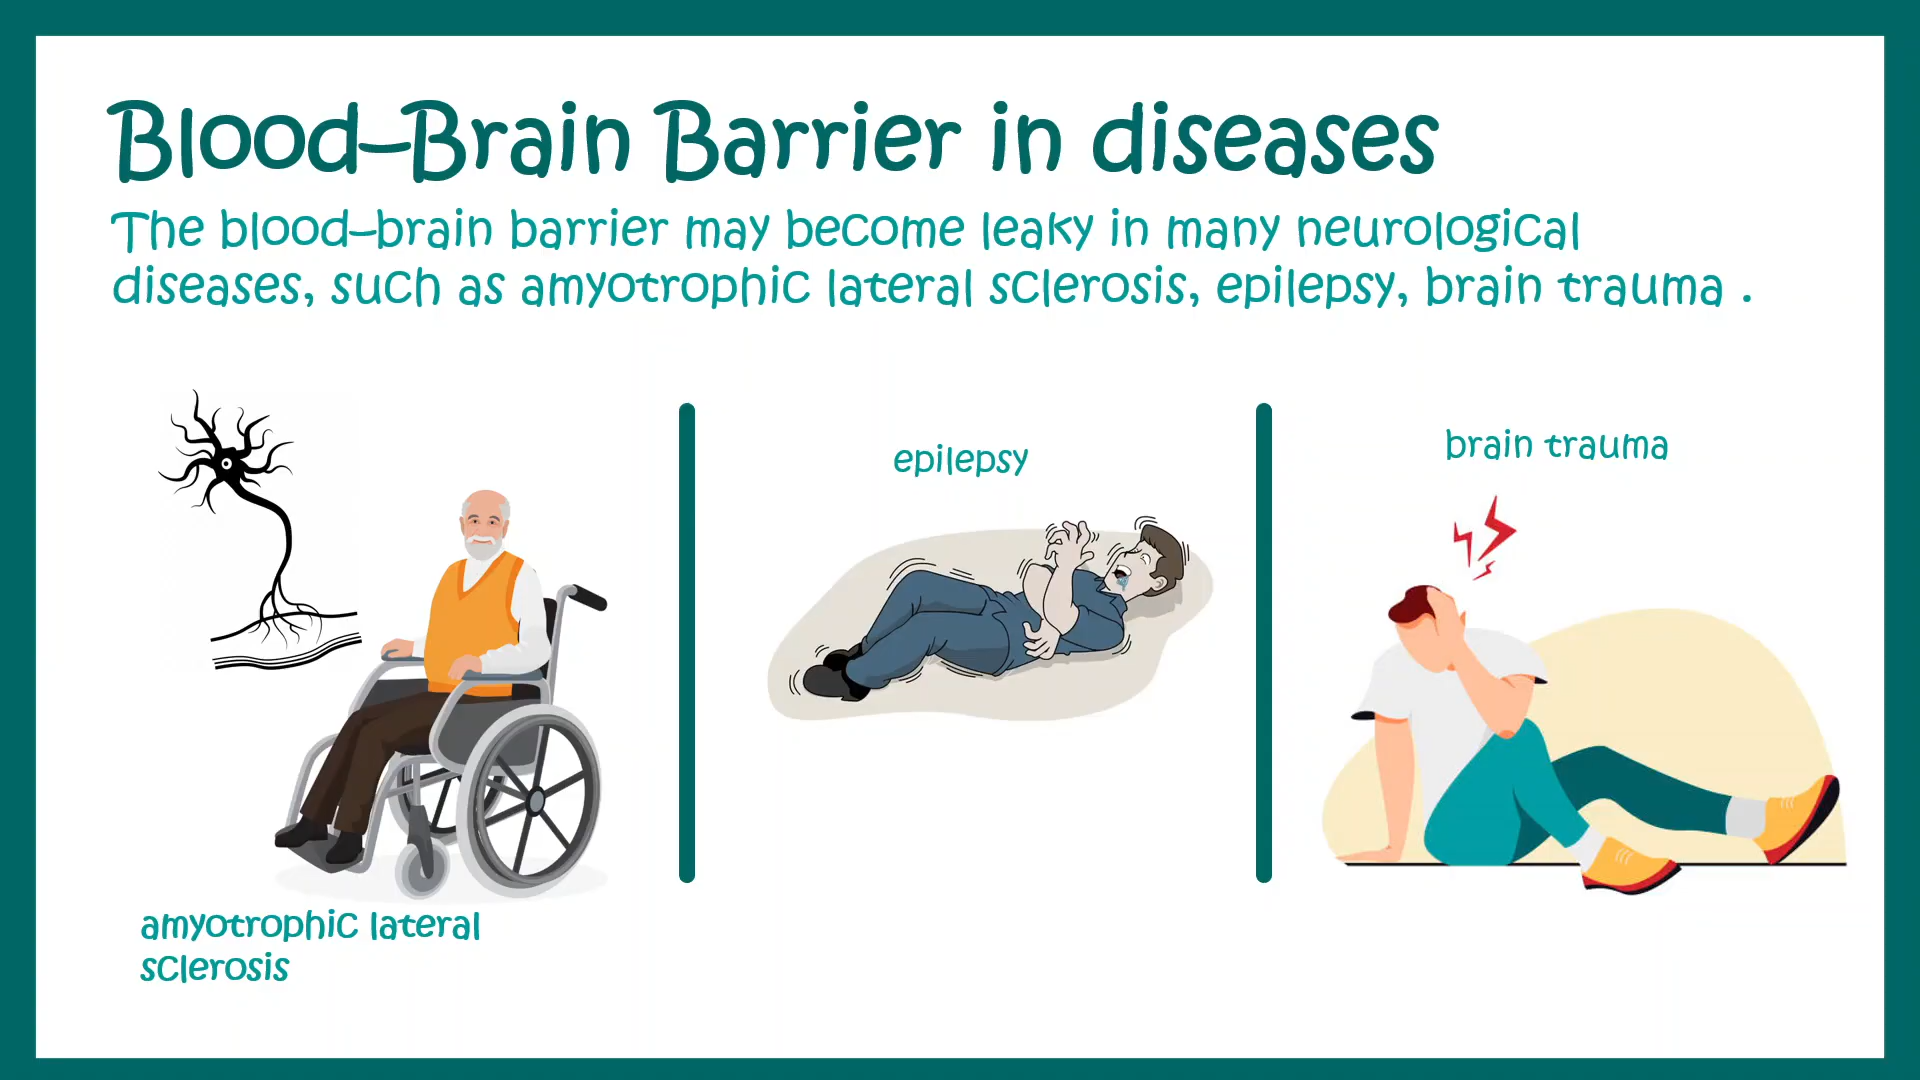 Blood–Brain Barrier in diseases
The blood–brain barrier may become leaky in many neurological
diseases, such as amyotrophic lateral sclerosis, epilepsy, brain trauma .
amyotrophic lateral
sclerosis
epilepsy
brain trauma